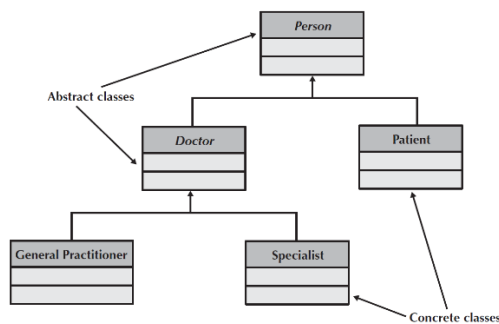 Person
Abstract classes
Doctor
Patient
General Practitioner
Specialist
Concrete classes